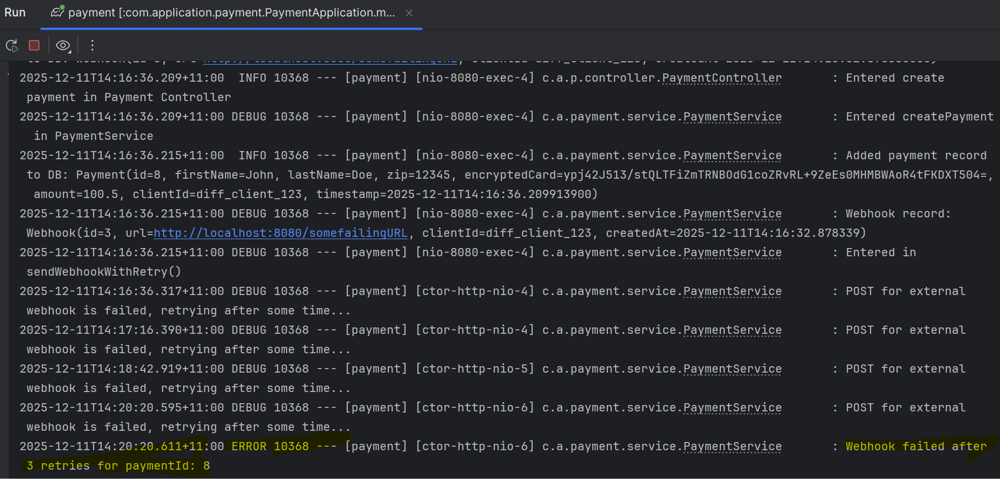 Run payment [:com.application.payment.PaymentApplication.m...
2025-12-11T14:16:36.209+11:00  INFO 10368 --- [payment] [nio-8080-exec-4] c.a.p.controller.PaymentController       : Entered create
payment in Payment Controller
2025-12-11T14:16:36.209+11:00 DEBUG 10368 --- [payment] [nio-8080-exec-4] c.a.payment.service.PaymentService       : Entered createPayment
in PaymentService
2025-12-11T14:16:36.215+11:00  INFO 10368 --- [payment] [nio-8080-exec-4] c.a.payment.service.PaymentService       : Added payment record
to DB: Payment(id=8, firstName=John, lastName=Doe, zip=12345, encryptedCard=ypj42J513/stQLTFiZmTRNBOdG1coZRvRL+9ZeEs0MHMBWAoR4tFKDXT504=,
amount=100.5, clientId=diff_client_123, timestamp=2025-12-11T14:16:36.209913900)
2025-12-11T14:16:36.215+11:00 DEBUG 10368 --- [payment] [nio-8080-exec-4] c.a.payment.service.PaymentService       : Webhook record:
Webhook(id=3, url=http://localhost:8080/somefailingURL, clientId=diff_client_123, createdAt=2025-12-11T14:16:32.878339)
2025-12-11T14:16:36.215+11:00 DEBUG 10368 --- [payment] [nio-8080-exec-4] c.a.payment.service.PaymentService       : Entered in
sendWebhookWithRetry()
2025-12-11T14:16:36.317+11:00 DEBUG 10368 --- [payment] [ctor-http-nio-4] c.a.payment.service.PaymentService       : POST for external
webhook is failed, retrying after some time...
2025-12-11T14:17:16.390+11:00 DEBUG 10368 --- [payment] [ctor-http-nio-4] c.a.payment.service.PaymentService       : POST for external
webhook is failed, retrying after some time...
2025-12-11T14:18:42.919+11:00 DEBUG 10368 --- [payment] [ctor-http-nio-5] c.a.payment.service.PaymentService       : POST for external
webhook is failed, retrying after some time...
2025-12-11T14:20:20.595+11:00 DEBUG 10368 --- [payment] [ctor-http-nio-6] c.a.payment.service.PaymentService       : POST for external
webhook is failed, retrying after some time...
2025-12-11T14:20:20.611+11:00 ERROR 10368 --- [payment] [ctor-http-nio-6] c.a.payment.service.PaymentService       : Webhook failed after
3 retries for paymentId: 8